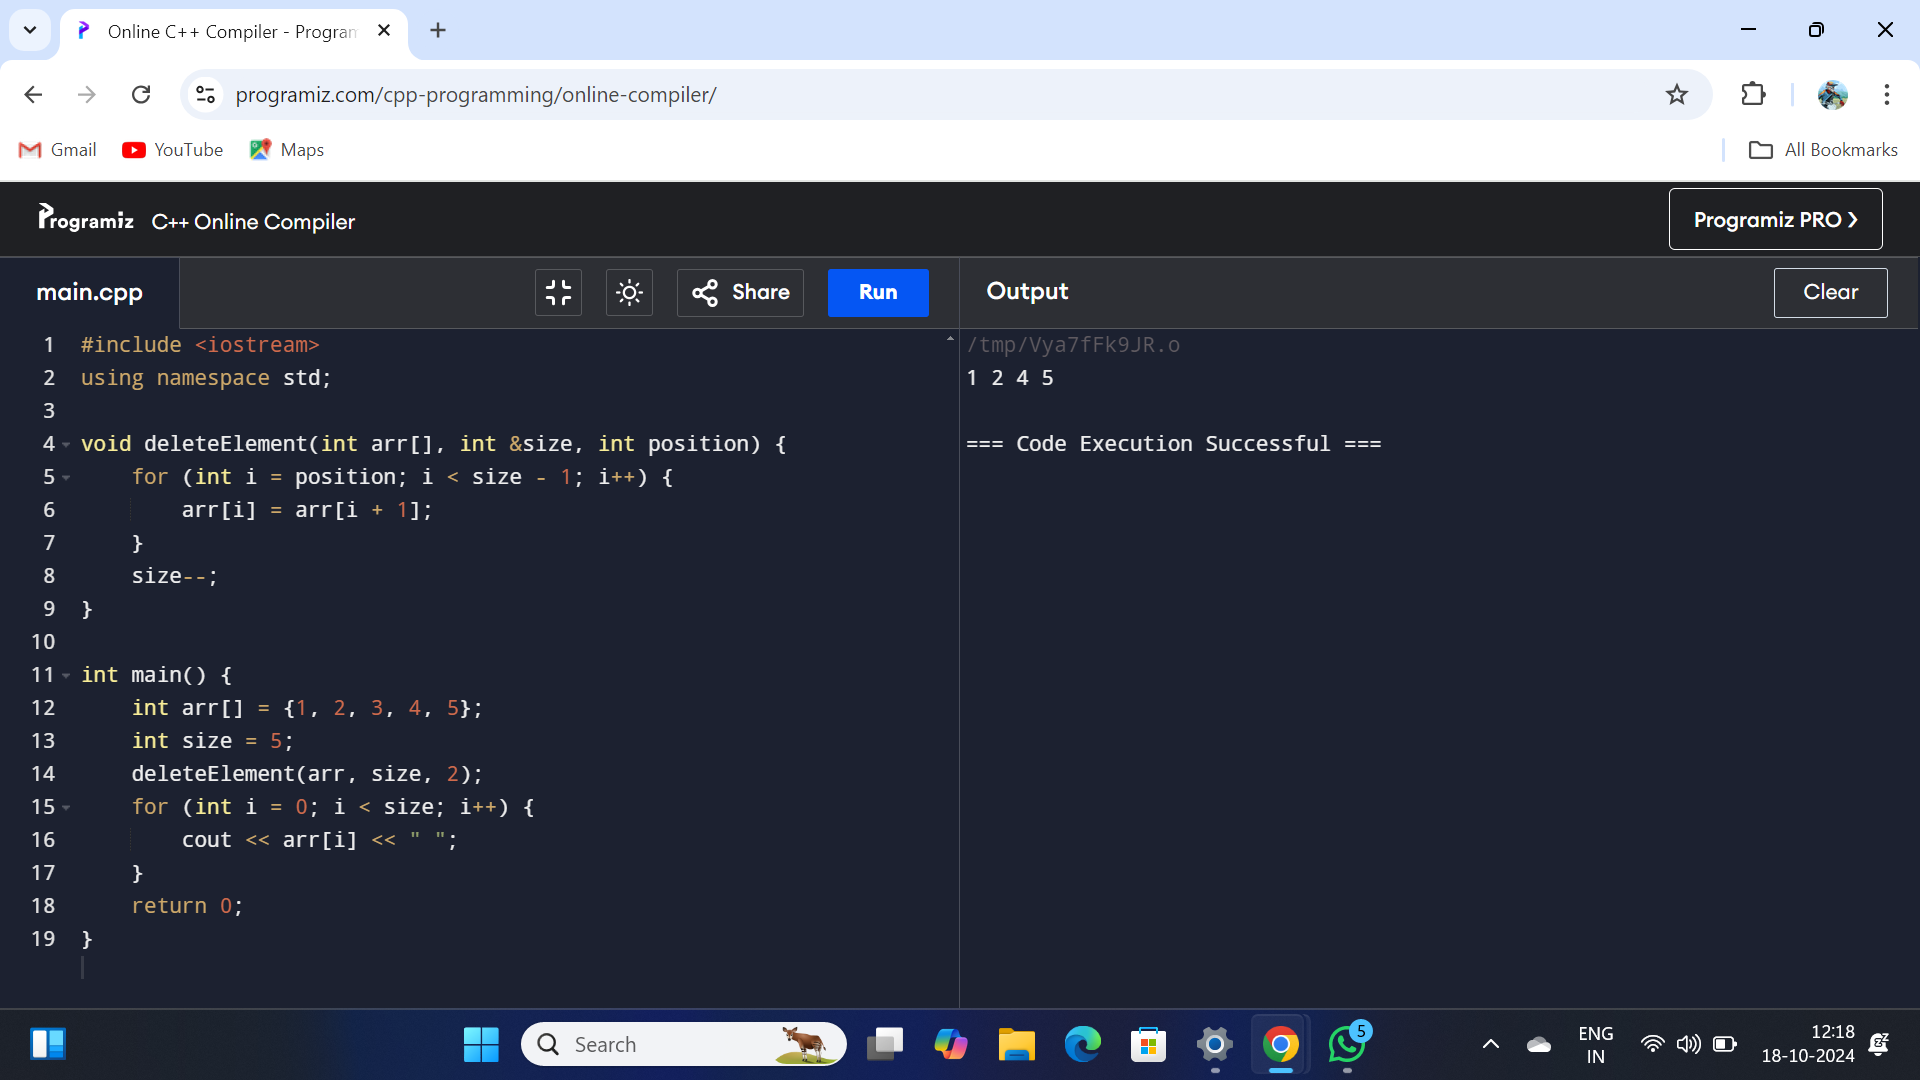 Online C++ Compiler - Program
programiz.com/cpp-programming/online-compiler/
Gmail YouTube Maps All Bookmarks
Programiz C++ Online Compiler Programiz PRO ❯
main.cpp Share Run Output Clear
1 #include <iostream>
2 using namespace std;
3
4 void deleteElement(int arr[], int &size, int position) {
5     for (int i = position; i < size - 1; i++) {
6         arr[i] = arr[i + 1];
7     }
8     size--;
9 }
10
11 int main() {
12     int arr[] = {1, 2, 3, 4, 5};
13     int size = 5;
14     deleteElement(arr, size, 2);
15     for (int i = 0; i < size; i++) {
16         cout << arr[i] << " ";
17     }
18     return 0;
19 }
/tmp/Vya7fFk9JR.o
1 2 4 5
=== Code Execution Successful ===
Search
5
ENG
IN
12:18
18-10-2024